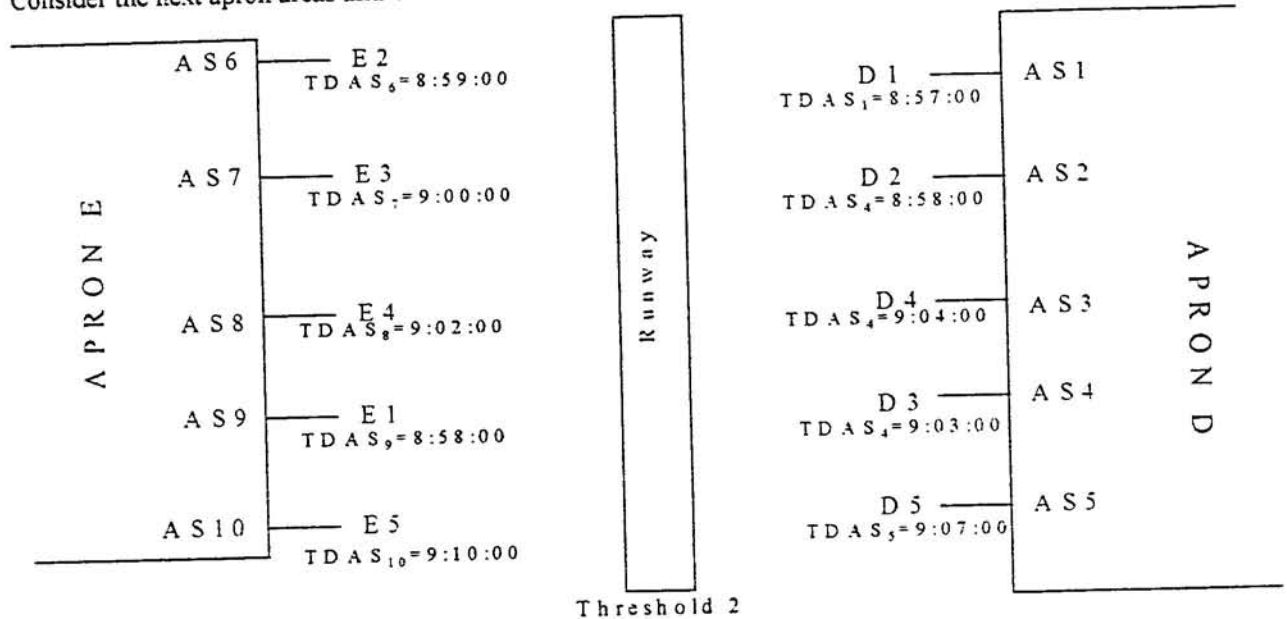 Consider the next apron areas and
APRON E
AS6
E2
TDAS₆=8:59:00
AS7
E3
TDAS₇=9:00:00
AS8
E4
TDAS₈=9:02:00
AS9
E1
TDAS₉=8:58:00
AS10
E5
TDAS₁₀=9:10:00
Runway
Threshold 2
D1
AS1
TDAS₁=8:57:00
D2
AS2
TDAS₄=8:58:00
D4
AS3
TDAS₄=9:04:00
D3
AS4
TDAS₄=9:03:00
D5
AS5
TDAS₅=9:07:00
APRON D